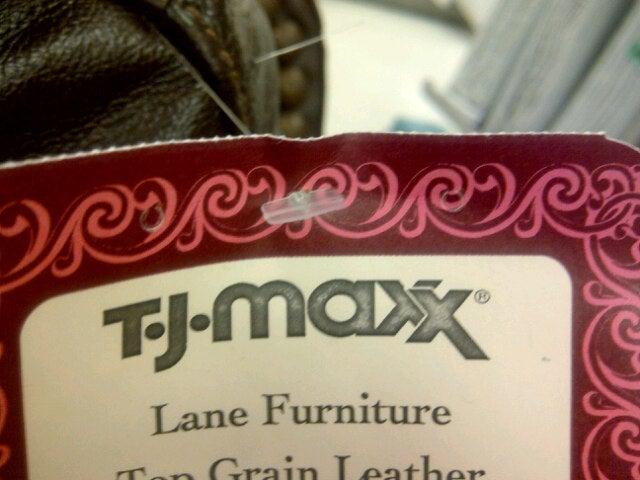 T•J•maxx®
Lane Furniture
Top Grain Leather